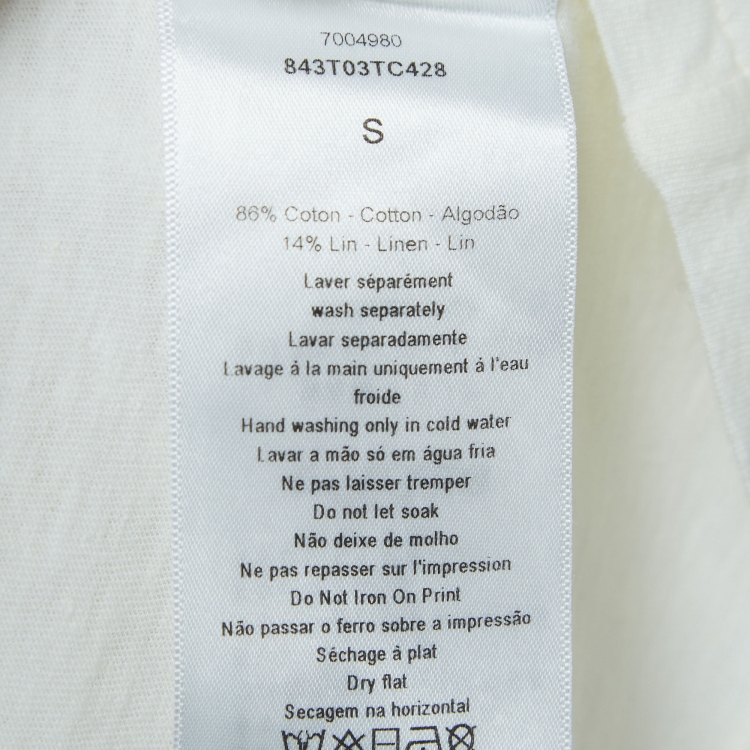 7004980
843T03TC428
S
86% Coton - Cotton - Algodão
14% Lin - Linen - Lin
Laver séparément
wash separately
Lavar separadamente
Lavage à la main uniquement à l'eau
froide
Hand washing only in cold water
Lavar a mão só em água fria
Ne pas laisser tremper
Do not let soak
Não deixe de molho
Ne pas repasser sur l'impression
Do Not Iron On Print
Não passar o ferro sobre a impressão
Séchage à plat
Dry flat
Secagem na horizontal